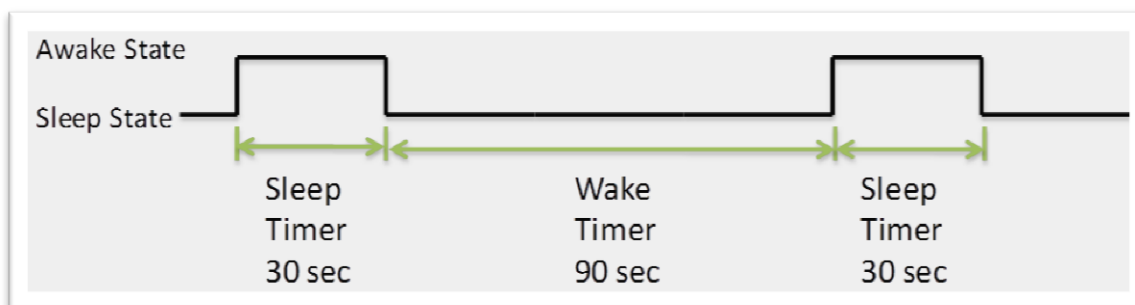 Awake State
Sleep State
Sleep
Timer
30 sec
Wake
Timer
90 sec
Sleep
Timer
30 sec